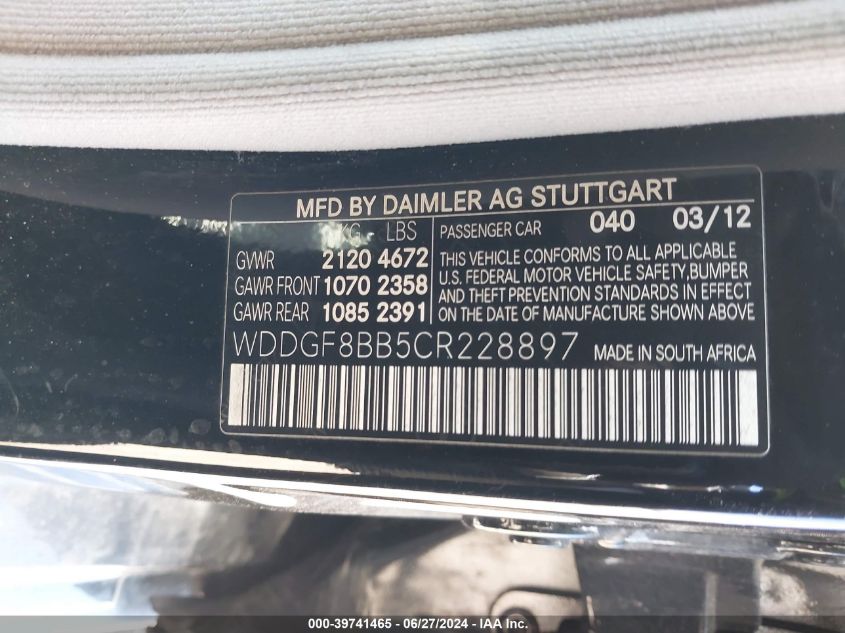 MFD BY DAIMLER AG STUTTGART
KG LBS
GVWR 2120 4672
GAWR FRONT 1070 2358
GAWR REAR 1085 2391
PASSENGER CAR 040 03/12
THIS VEHICLE CONFORMS TO ALL APPLICABLE
U.S. FEDERAL MOTOR VEHICLE SAFETY,BUMPER
AND THEFT PREVENTION STANDARDS IN EFFECT
ON THE DATE OF MANUFACTURE SHOWN ABOVE
WDDGF8BB5CR228897 MADE IN SOUTH AFRICA
000-39741465 - 06/27/2024 - IAA Inc.